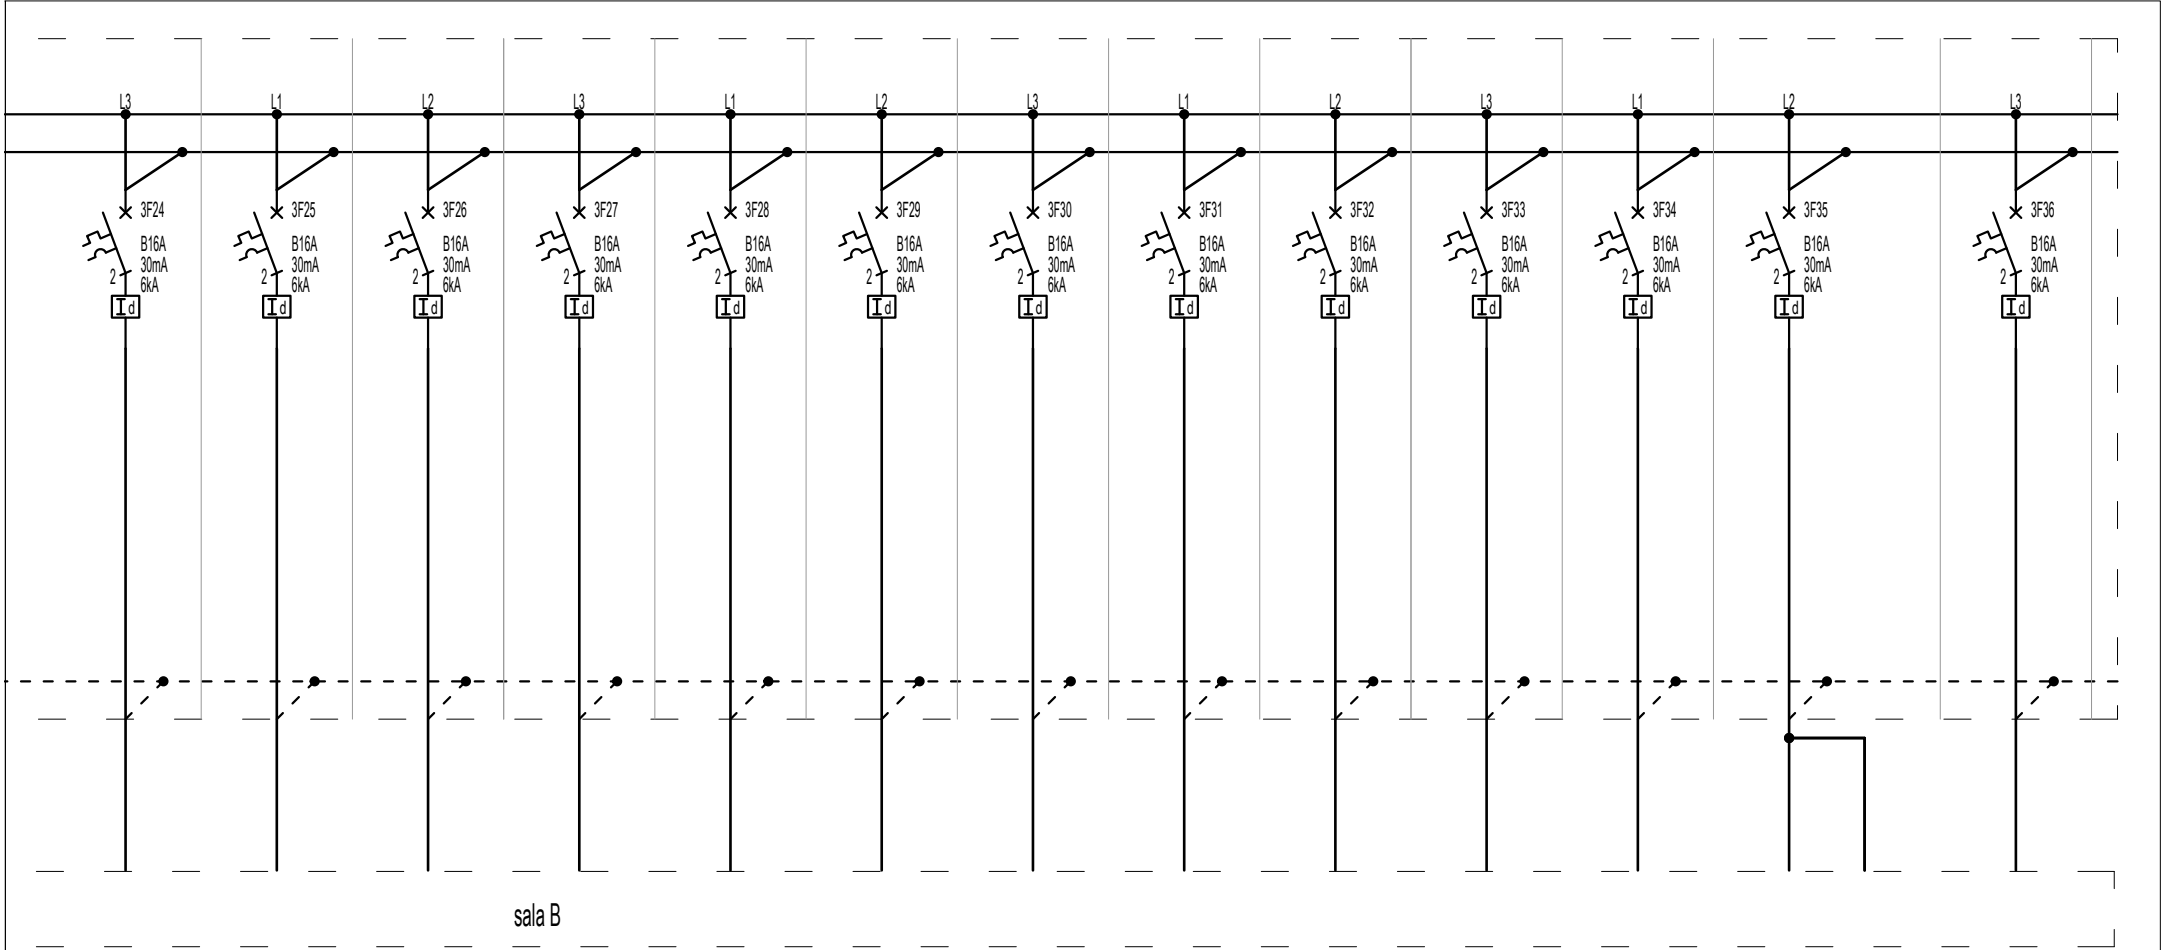 L3 L1 L2 L3 L1 L2 L3 L1 L2 L3 L1 L2 L3
3F24 3F25 3F26 3F27 3F28 3F29 3F30 3F31 3F32 3F33 3F34 3F35 3F36
B16A B16A B16A B16A B16A B16A B16A B16A B16A B16A B16A B16A B16A
30mA 30mA 30mA 30mA 30mA 30mA 30mA 30mA 30mA 30mA 30mA 30mA 30mA
2 2 2 2 2 2 2 2 2 2 2 2 2
6kA 6kA 6kA 6kA 6kA 6kA 6kA 6kA 6kA 6kA 6kA 6kA 6kA
Id Id Id Id Id Id Id Id Id Id Id Id Id
sala B